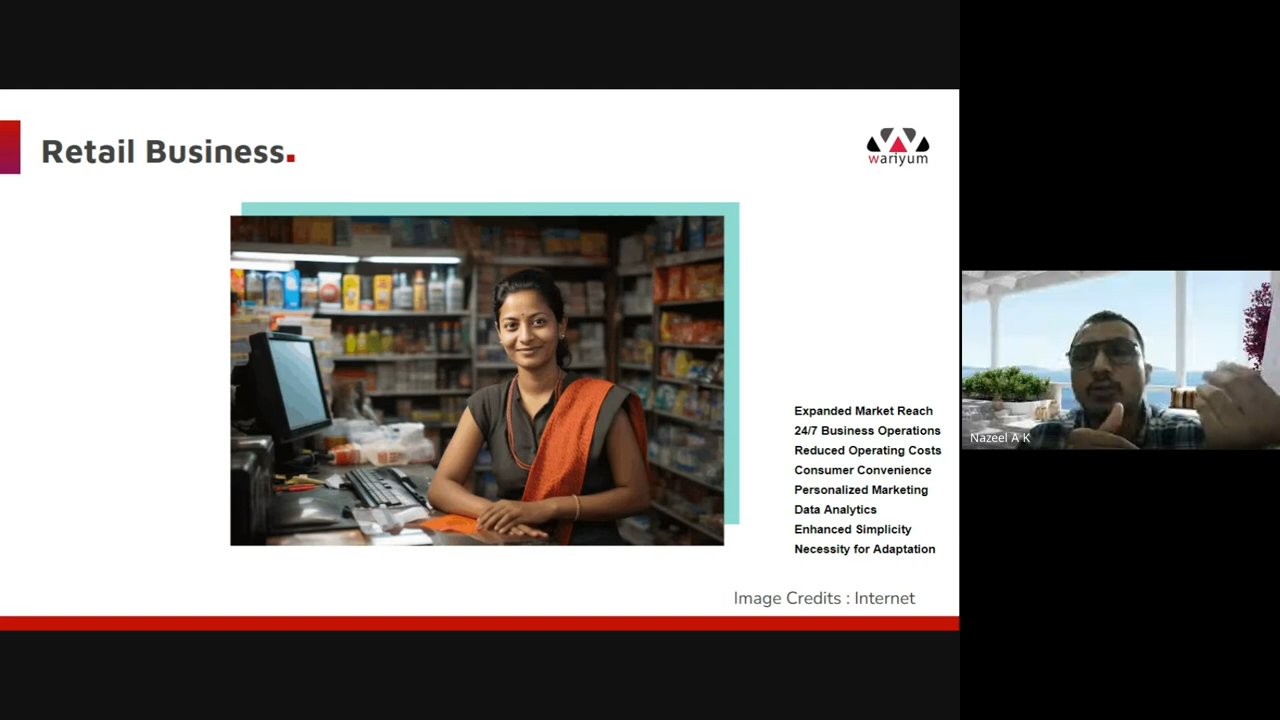 Retail Business.
wariyum
Expanded Market Reach
24/7 Business Operations
Reduced Operating Costs
Consumer Convenience
Personalized Marketing
Data Analytics
Enhanced Simplicity
Necessity for Adaptation
Image Credits : Internet
Nazeel A K